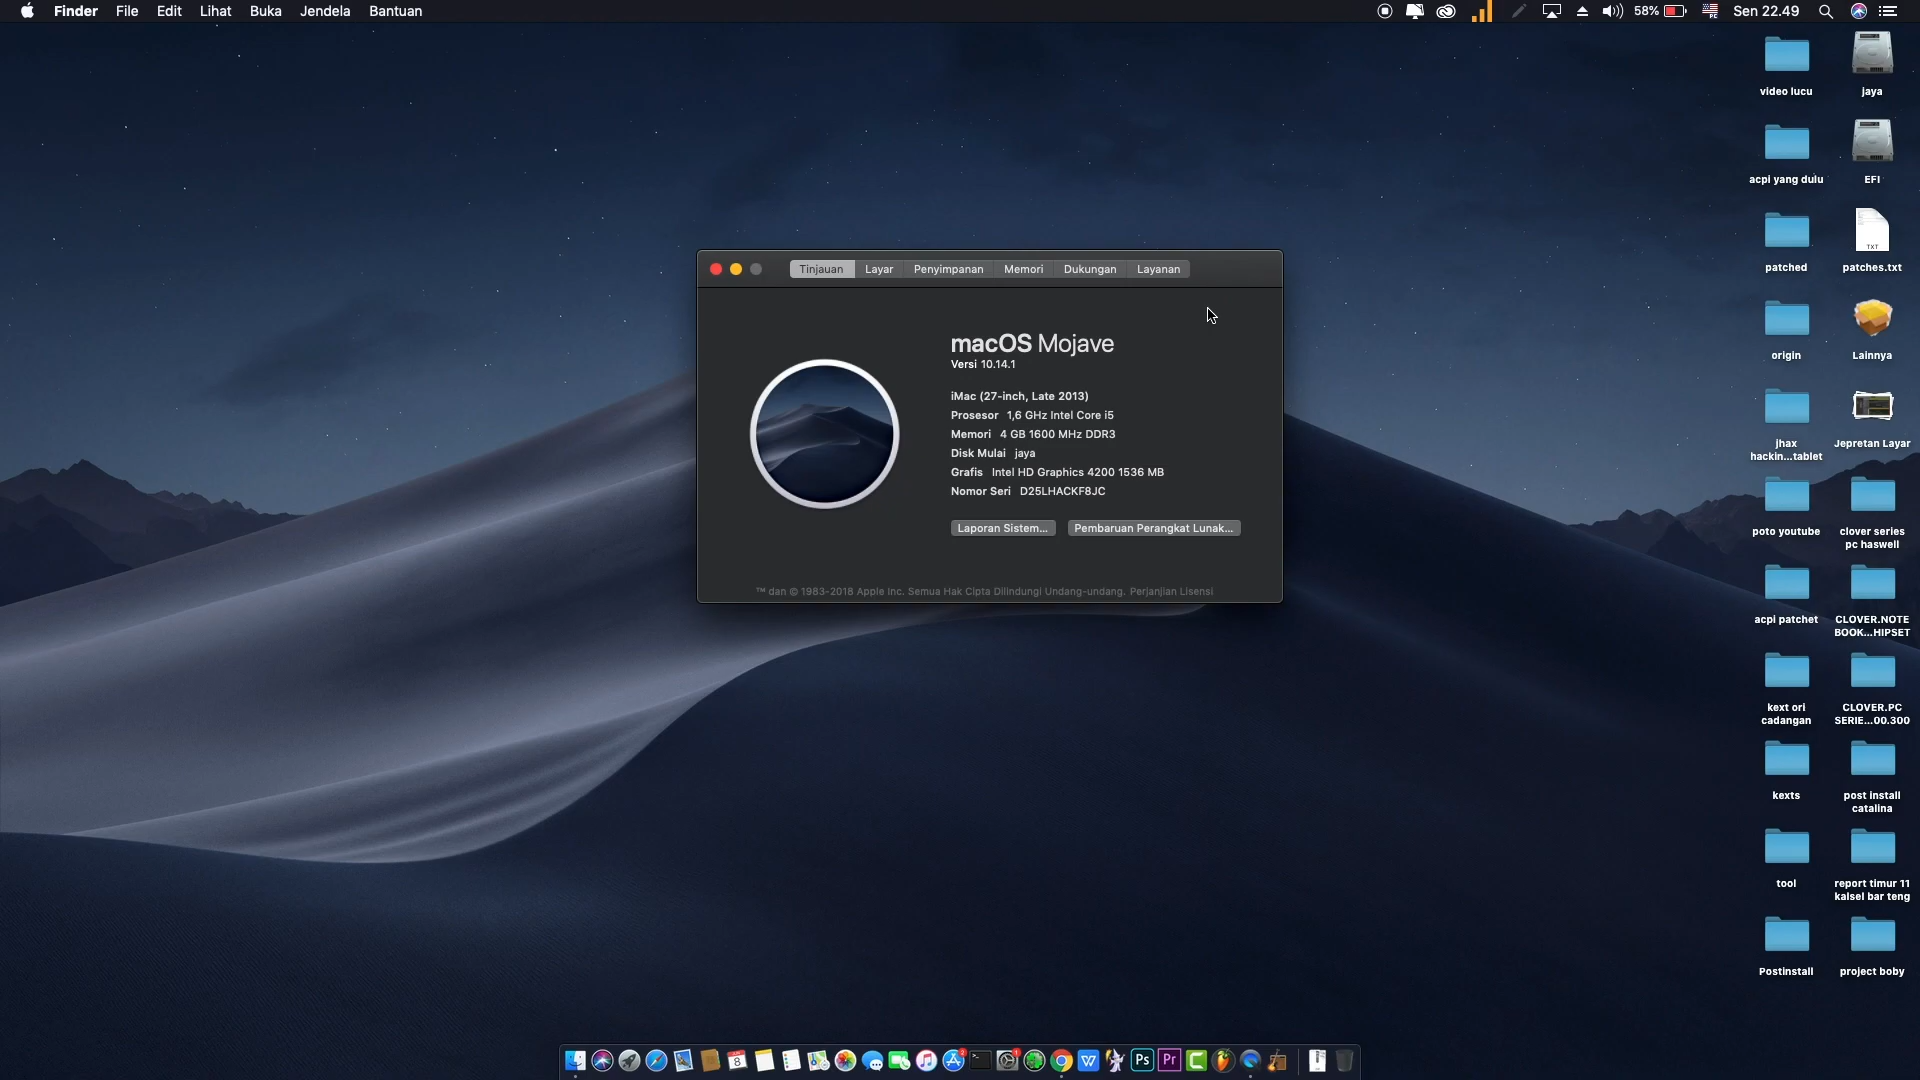 Finder File Edit Lihat Buka Jendela Bantuan
58% Sen 22.49
video lucu
jaya
acpi yang dulu
EFI
patched
TXT
patches.txt
origin
Lainnya
jhax
hackin...tablet
Jepretan Layar
poto youtube
clover series
pc haswell
acpi patchet
CLOVER.NOTE
BOOK...HIPSET
kext ori
cadangan
CLOVER.PC
SERIE...00.300
kexts
post install
catalina
tool
report timur 11
kalsel bar teng
Postinstall
project boby
Tinjauan Layar Penyimpanan Memori Dukungan Layanan
macOS Mojave
Versi 10.14.1
iMac (27-inch, Late 2013)
Prosesor 1,6 GHz Intel Core i5
Memori 4 GB 1600 MHz DDR3
Disk Mulai jaya
Grafis Intel HD Graphics 4200 1536 MB
Nomor Seri D25LHACKF8JC
Laporan Sistem... Pembaruan Perangkat Lunak...
™ dan © 1983-2018 Apple Inc. Semua Hak Cipta Dilindungi Undang-undang. Perjanjian Lisensi
8
W Ps Pr C